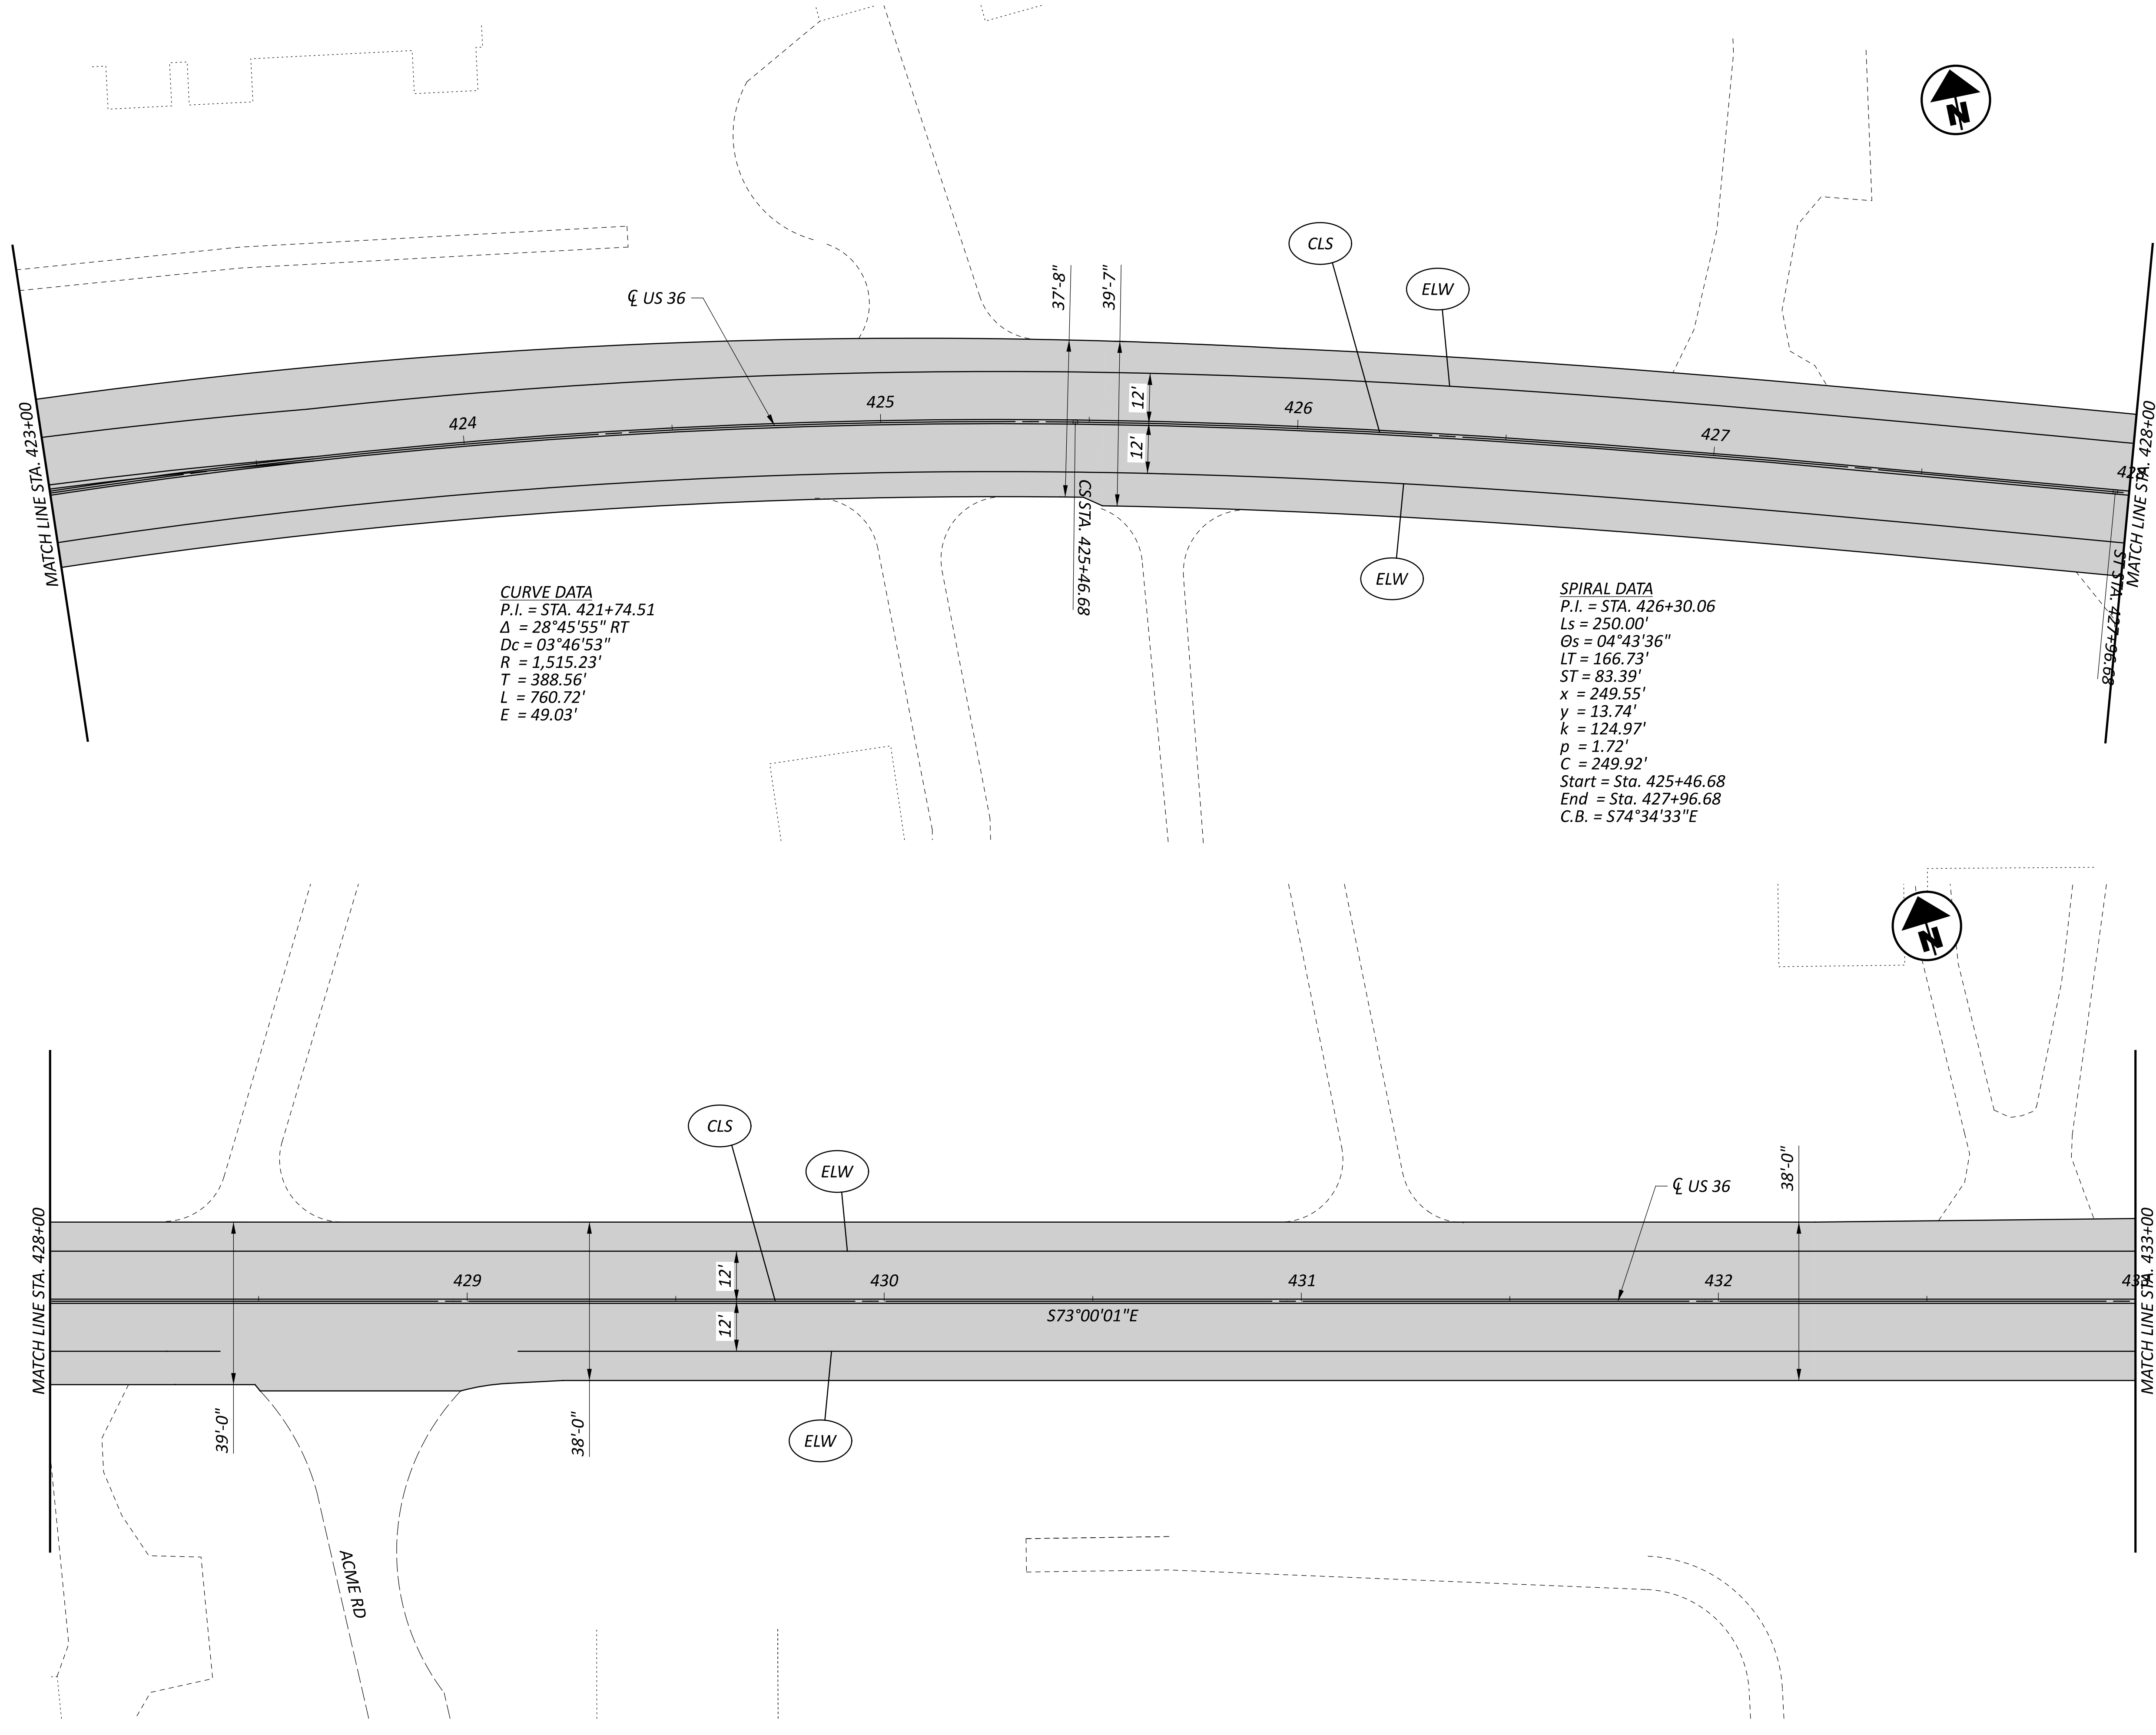 N
CLS
ELW
37'-8"
39'-7"
℄ US 36
12'
12'
424
425
426
427
428
MATCH LINE STA. 423+00
MATCH LINE STA. 428+00
CS STA. 425+46.68
ST STA. 427+96.68
ELW
CURVE DATA
P.I. = STA. 421+74.51
Δ = 28°45'55" RT
Dc = 03°46'53"
R = 1,515.23'
T = 388.56'
L = 760.72'
E = 49.03'
SPIRAL DATA
P.I. = STA. 426+30.06
Ls = 250.00'
Θs = 04°43'36"
LT = 166.73'
ST = 83.39'
x = 249.55'
y = 13.74'
k = 124.97'
p = 1.72'
C = 249.92'
Start = Sta. 425+46.68
End = Sta. 427+96.68
C.B. = S74°34'33"E
N
CLS
ELW
℄ US 36
38'-0"
12'
12'
429
430
431
432
433
S73°00'01"E
MATCH LINE STA. 428+00
MATCH LINE STA. 433+00
39'-0"
38'-0"
ELW
ACME RD